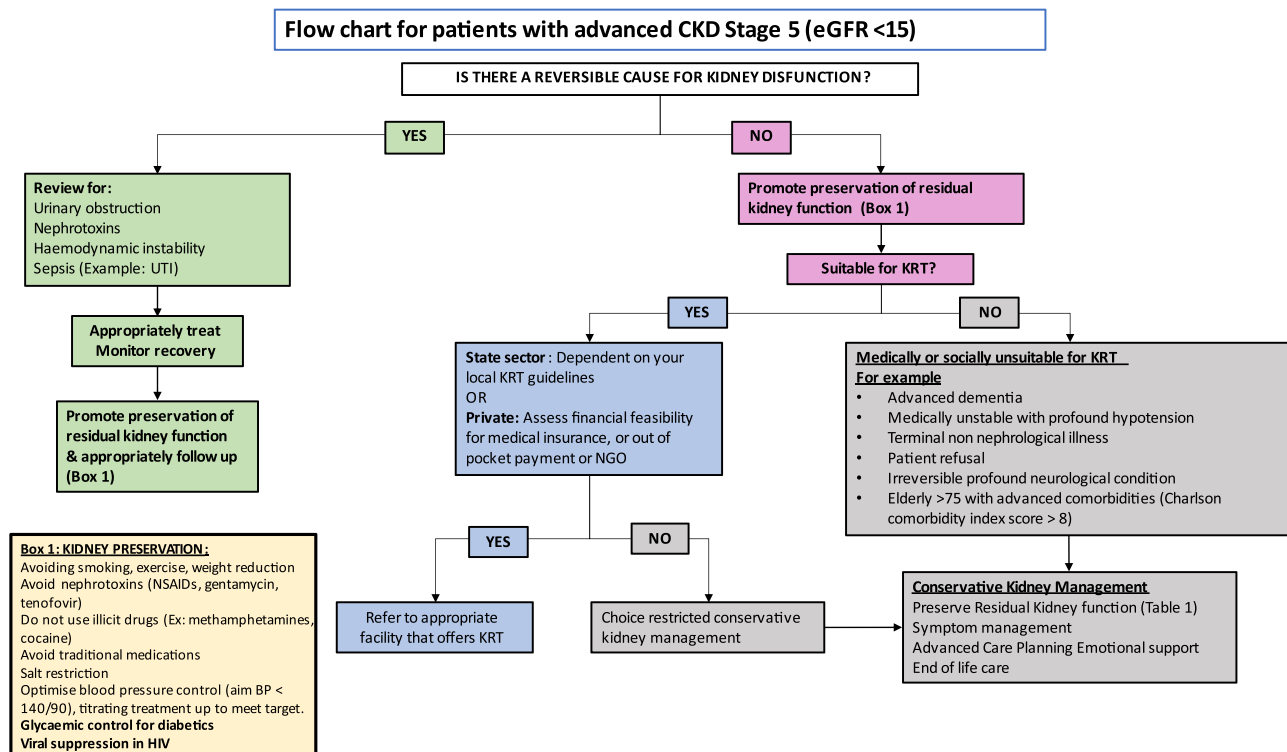 Flow chart for patients with advanced CKD Stage 5 (eGFR <15)
IS THERE A REVERSIBLE CAUSE FOR KIDNEY DISFUNCTION?
YES
NO
Review for:
Urinary obstruction
Nephrotoxins
Haemodynamic instability
Sepsis (Example: UTI)
Promote preservation of residual
kidney function (Box 1)
Suitable for KRT?
Appropriately treat
Monitor recovery
Promote preservation of
residual kidney function
& appropriately follow up
(Box 1)
YES
NO
State sector : Dependent on your
local KRT guidelines
OR
Private: Assess financial feasibility
for medical insurance, or out of
pocket payment or NGO
Medically or socially unsuitable for KRT
For example
• Advanced dementia
• Medically unstable with profound hypotension
• Terminal non nephrological illness
• Patient refusal
• Irreversible profound neurological condition
• Elderly >75 with advanced comorbidities (Charlson
comorbidity index score > 8)
YES
NO
Refer to appropriate
facility that offers KRT
Choice restricted conservative
kidney management
Conservative Kidney Management
Preserve Residual Kidney function (Table 1)
Symptom management
Advanced Care Planning Emotional support
End of life care
Box 1: KIDNEY PRESERVATION:
Avoiding smoking, exercise, weight reduction
Avoid nephrotoxins (NSAIDs, gentamycin,
tenofovir)
Do not use illicit drugs (Ex: methamphetamines,
cocaine)
Avoid traditional medications
Salt restriction
Optimise blood pressure control (aim BP <
140/90), titrating treatment up to meet target.
Glycaemic control for diabetics
Viral suppression in HIV